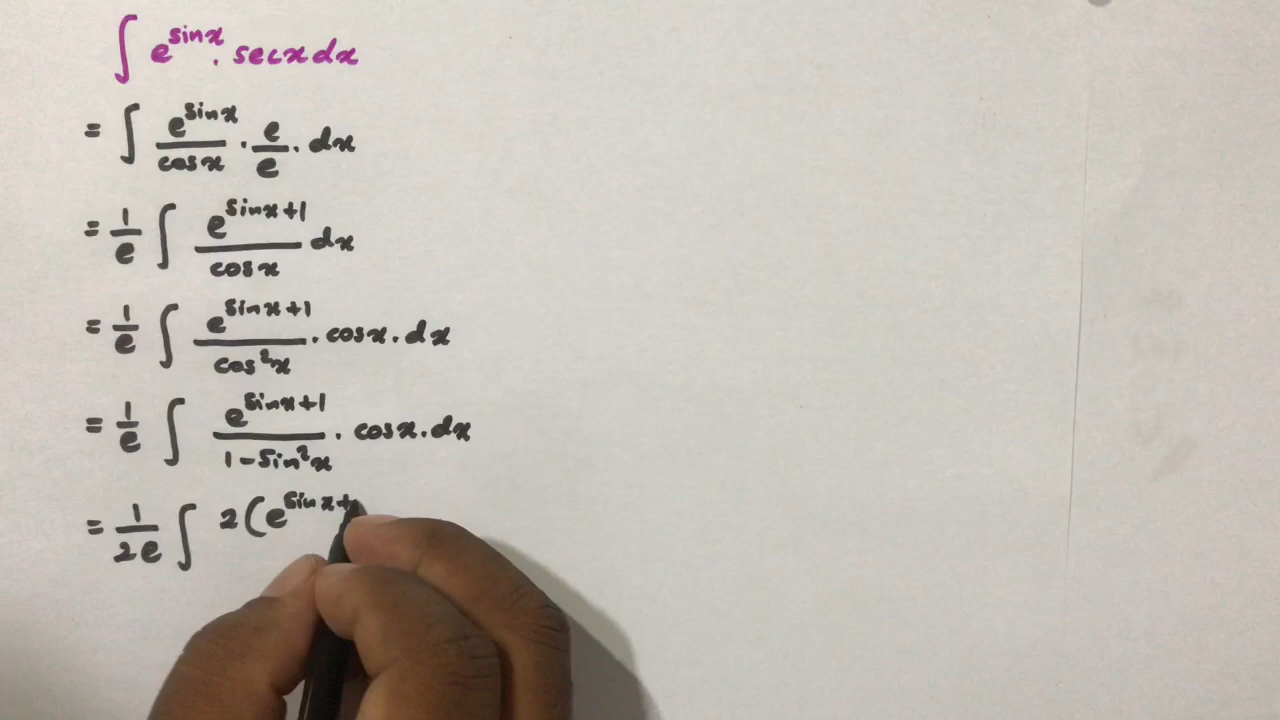 ∫ e^sinx . secx dx
= ∫ e^sinx/cosx . e/e . dx
= 1/e ∫ e^sinx+1/cosx dx
= 1/e ∫ e^sinx+1/cos²x . cosx . dx
= 1/e ∫ e^sinx+1/1-Sin²x . cosx . dx
= 1/2e ∫ 2(e^sinx+